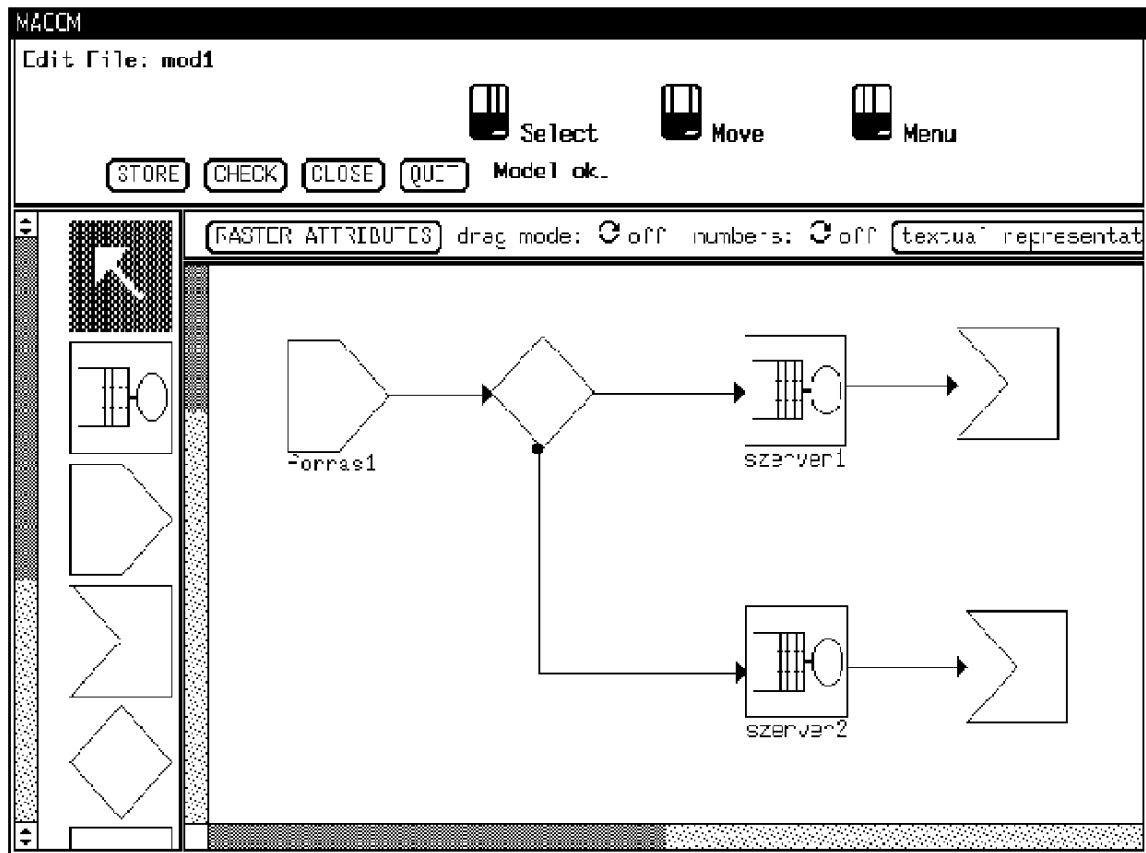 MACOM
Edit File: mod1
Select Move Menu
STORE CHECK CLOSE QUIT Model ok.
RASTER ATTRIBUTES drag mode: off numbers: off textual representat
Forras1
szerver1
szerver2